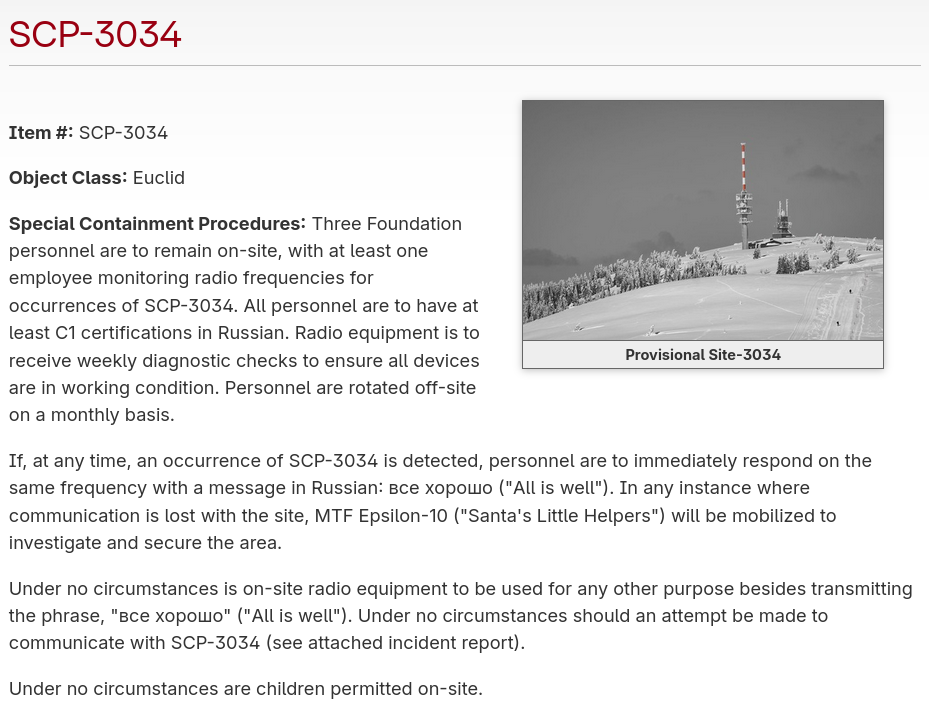 SCP-3034
Item #: SCP-3034
Object Class: Euclid
Special Containment Procedures: Three Foundation
personnel are to remain on-site, with at least one
employee monitoring radio frequencies for
occurrences of SCP-3034. All personnel are to have at
least C1 certifications in Russian. Radio equipment is to
receive weekly diagnostic checks to ensure all devices
are in working condition. Personnel are rotated off-site
on a monthly basis.
Provisional Site-3034
If, at any time, an occurrence of SCP-3034 is detected, personnel are to immediately respond on the
same frequency with a message in Russian: все хорошо ("All is well"). In any instance where
communication is lost with the site, MTF Epsilon-10 ("Santa's Little Helpers") will be mobilized to
investigate and secure the area.
Under no circumstances is on-site radio equipment to be used for any other purpose besides transmitting
the phrase, "все хорошо" ("All is well"). Under no circumstances should an attempt be made to
communicate with SCP-3034 (see attached incident report).
Under no circumstances are children permitted on-site.